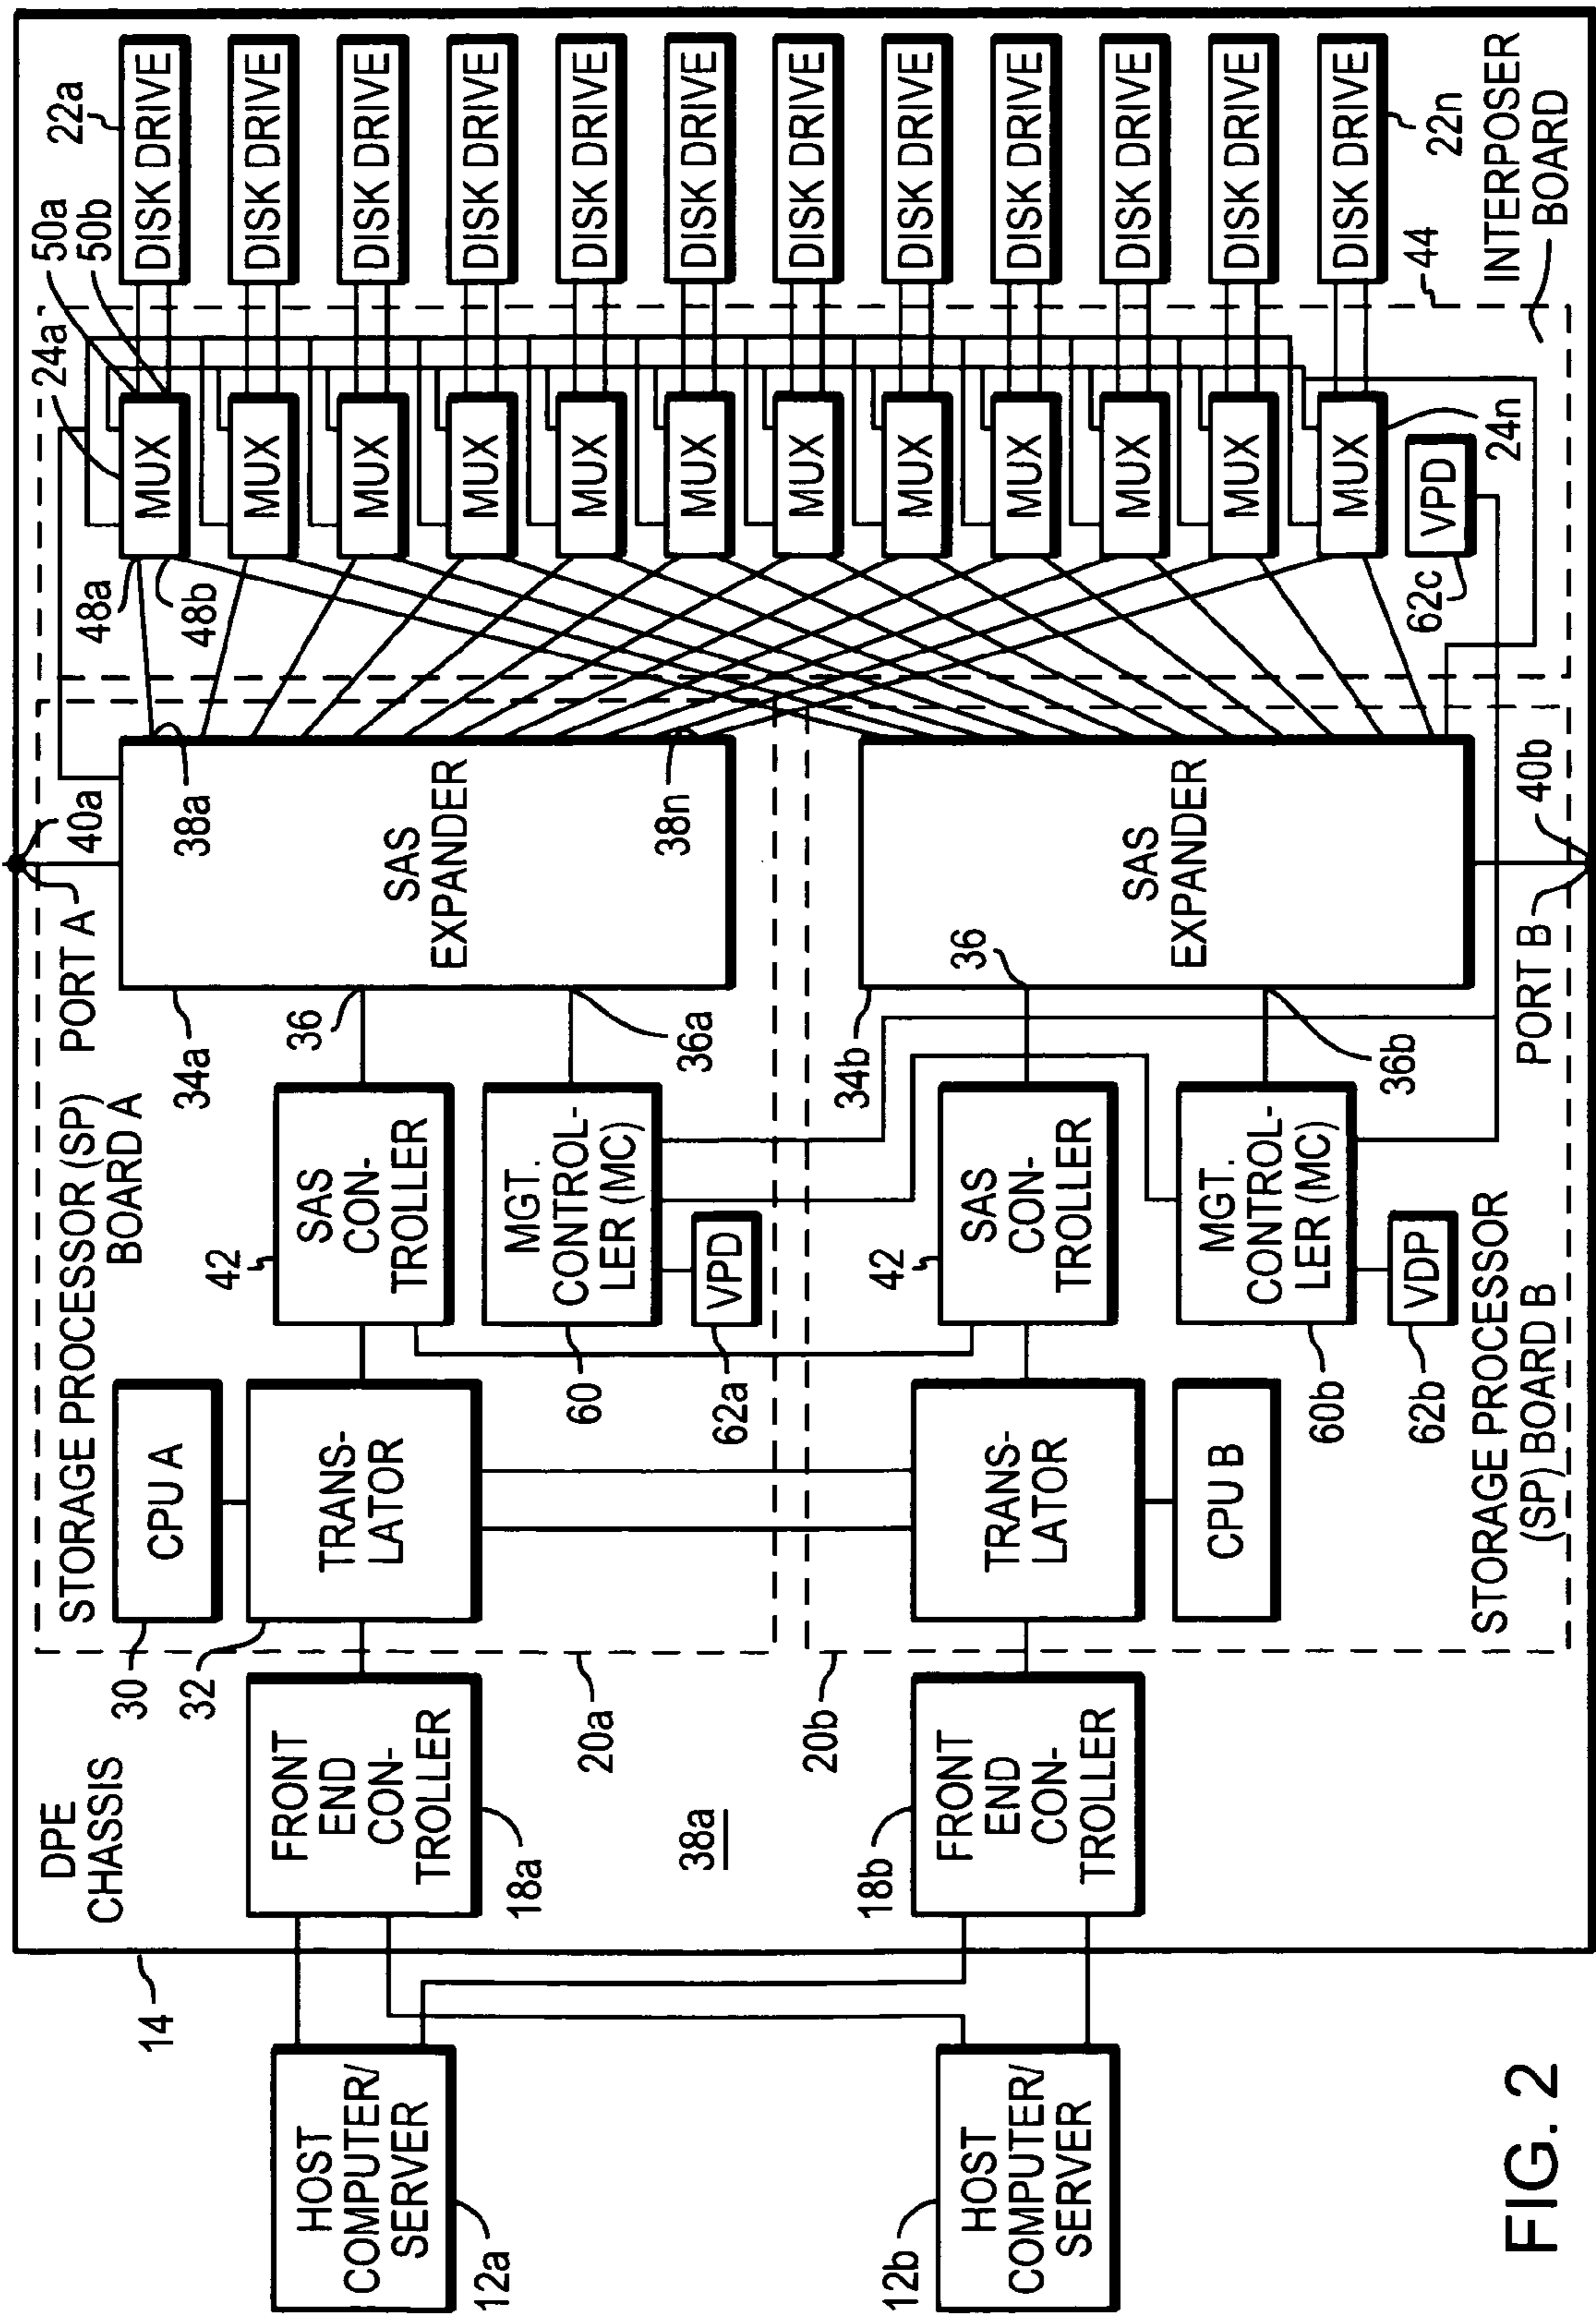 DPE
CHASSIS
14
HOST
COMPUTER/
SERVER
12a
HOST
COMPUTER/
SERVER
12b
FRONT
END
CON-
TROLLER
18a
38a
FRONT
END
CON-
TROLLER
18b
STORAGE PROCESSOR (SP)
BOARD A
30
CPU A
32
TRANS-
LATOR
20a
42
SAS
CON-
TROLLER
MGT.
CONTROL-
LER (MC)
60
VPD
62a
PORT A
40a
34a
36
36a
SAS
EXPANDER
38a
38n
20b
TRANS-
LATOR
CPU B
42
SAS
CON-
TROLLER
MGT.
CONTROL-
LER (MC)
60b
VDP
62b
34b
36
36b
SAS
EXPANDER
PORT B
40b
STORAGE PROCESSOR
(SP) BOARD B
24a
50a
50b
48a
48b
22a
MUX
DISK DRIVE
MUX
DISK DRIVE
MUX
DISK DRIVE
MUX
DISK DRIVE
MUX
DISK DRIVE
MUX
DISK DRIVE
MUX
DISK DRIVE
MUX
DISK DRIVE
MUX
DISK DRIVE
MUX
DISK DRIVE
MUX
DISK DRIVE
MUX
DISK DRIVE
22n
24n
VPD
62c
44
INTERPOSER
BOARD
FIG. 2